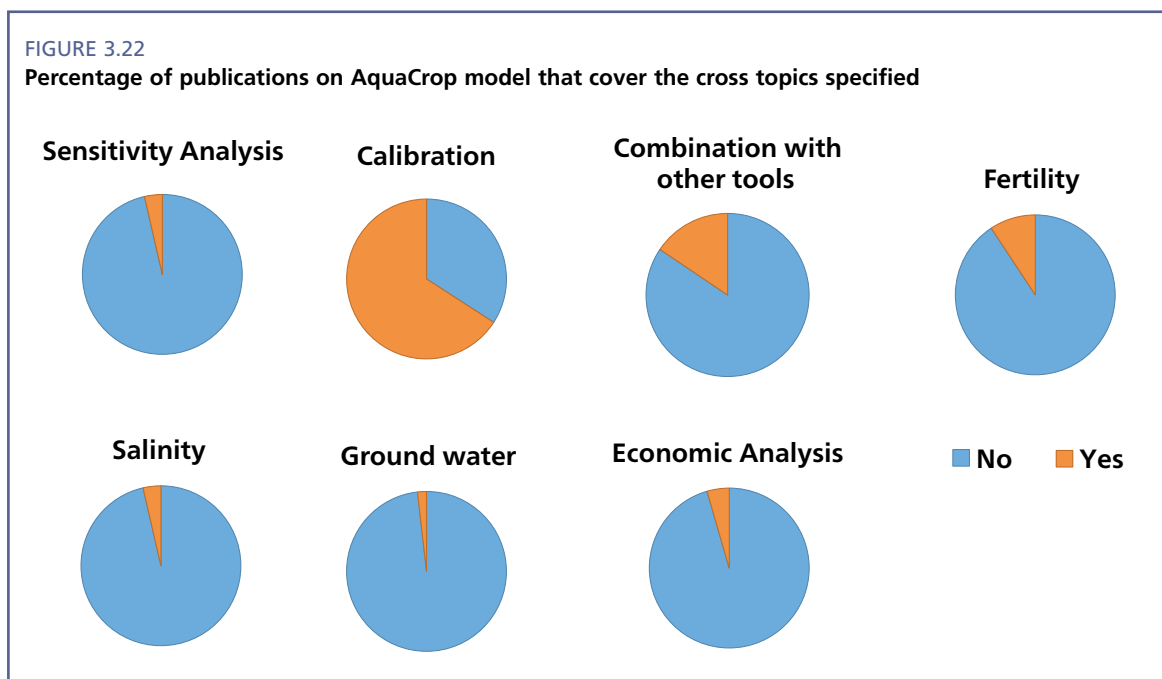 FIGURE 3.22
Percentage of publications on AquaCrop model that cover the cross topics specified
Sensitivity Analysis
Calibration
Combination with
other tools
Fertility
Salinity
Ground water
Economic Analysis
No
Yes